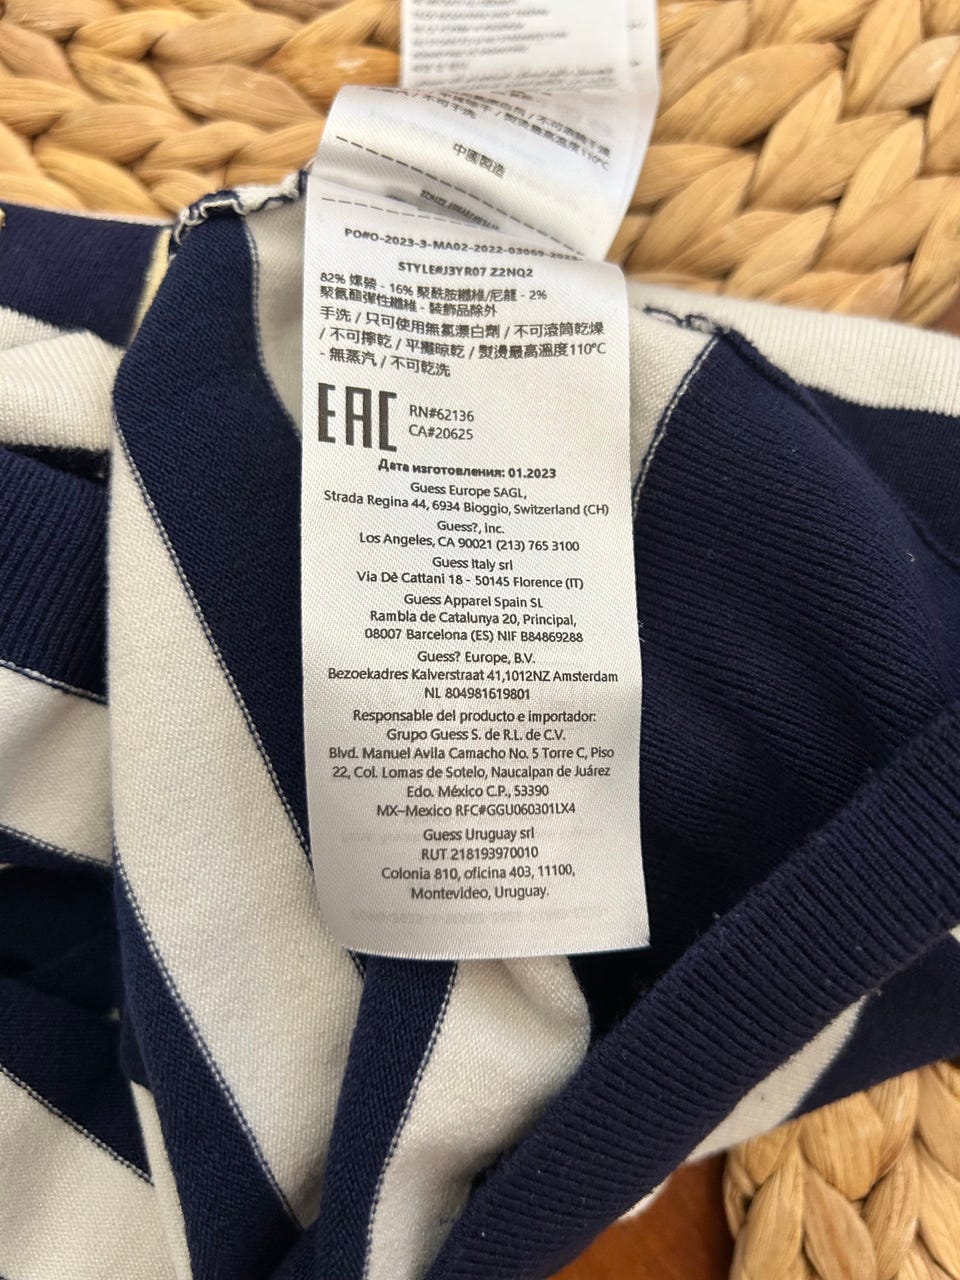 中國製造
PO#O-2023-3-MA02-2022-03069-2023-
STYLE#J3YR07 Z2NQ2
82% 嫘縈 - 16% 聚酰胺纖維/尼龍 - 2%
聚氨酯彈性纖維 - 裝飾品除外
手洗 / 只可使用無氯漂白劑 / 不可滾筒乾燥
/ 不可擰乾 / 平攤晾乾 / 熨燙最高溫度110°C
- 無蒸汽 / 不可乾洗
EAC
RN#62136
CA#20625
Дата изготовления: 01.2023
Guess Europe SAGL,
Strada Regina 44, 6934 Bioggio, Switzerland (CH)
Guess?, inc.
Los Angeles, CA 90021 (213) 765 3100
Guess Italy srl
Via Dè Cattani 18 - 50145 Florence (IT)
Guess Apparel Spain SL
Rambla de Catalunya 20, Principal,
08007 Barcelona (ES) NIF B84869288
Guess? Europe, B.V.
Bezoekadres Kalverstraat 41,1012NZ Amsterdam
NL 804981619801
Responsable del producto e importador:
Grupo Guess S. de R.L. de C.V.
Blvd. Manuel Avila Camacho No. 5 Torre C, Piso
22, Col. Lomas de Sotelo, Naucalpan de Juárez
Edo. México C.P., 53390
MX–Mexico RFC#GGU060301LX4
Guess Uruguay srl
RUT 218193970010
Colonia 810, oficina 403, 11100,
Montevideo, Uruguay.